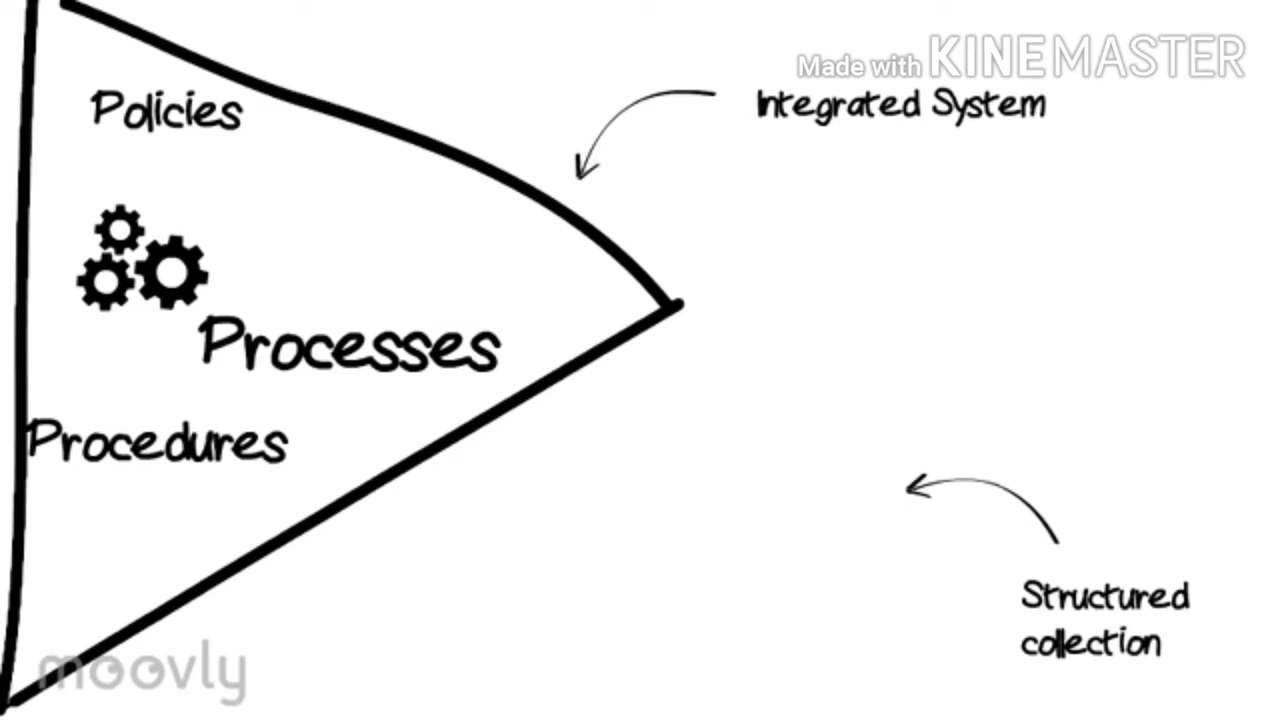 Made with KINEMASTER
Integrated System
Policies
Processes
Procedures
Structured
collection
moovly